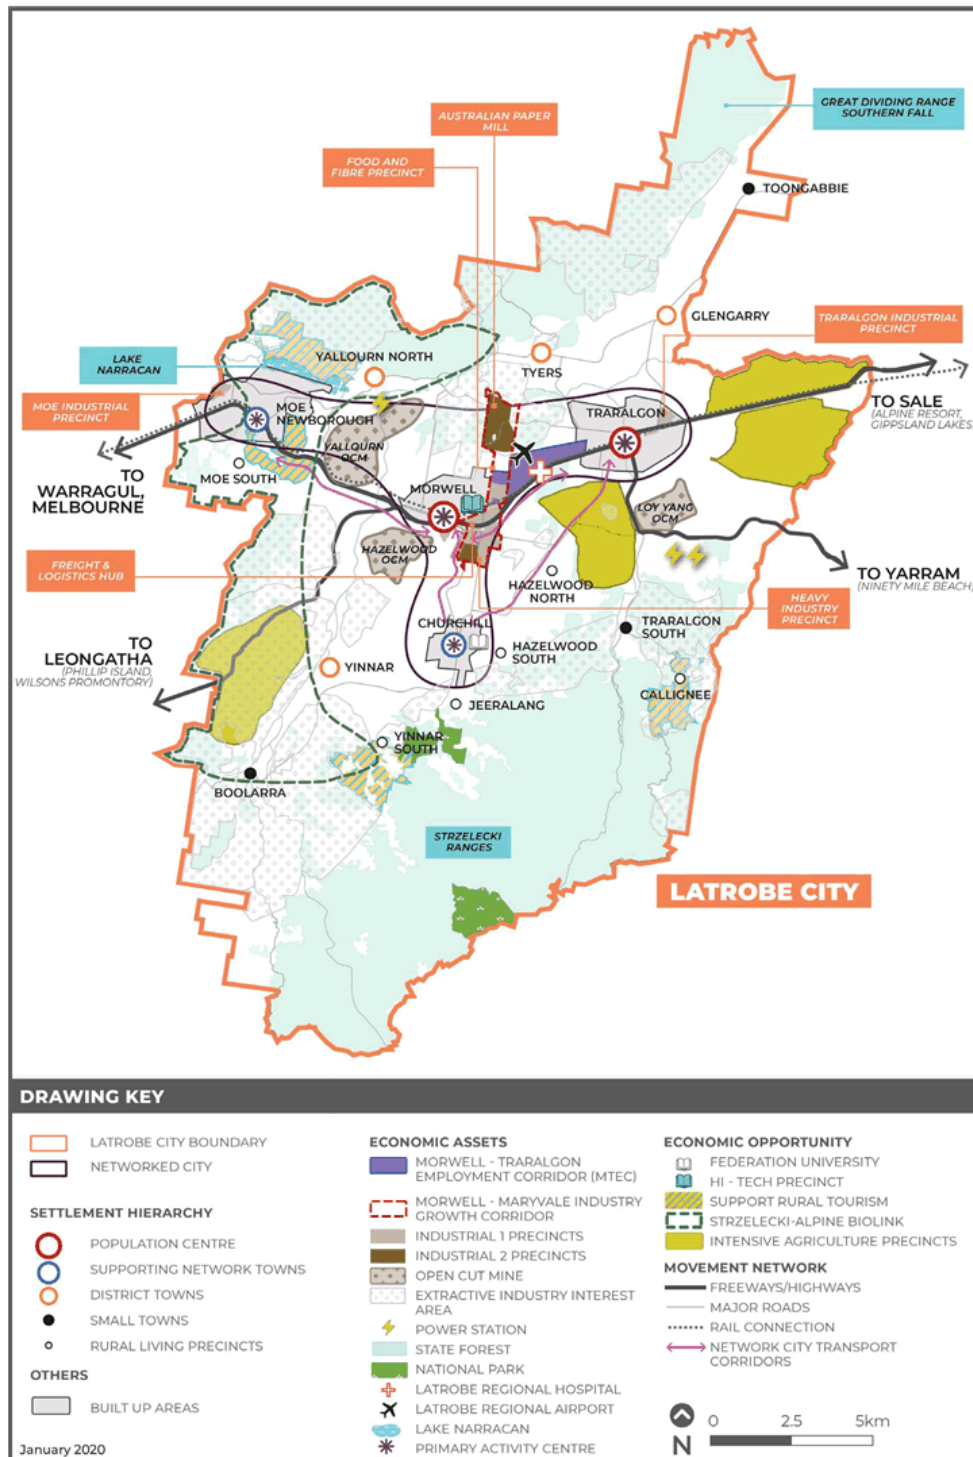 AUSTRALIAN PAPER
MILL
GREAT DIVIDING RANGE
SOUTHERN FALL
FOOD AND
FIBRE PRECINCT
TOONGABBIE
GLENGARRY
TRARALGON INDUSTRIAL
PRECINCT
LAKE
NARRACAN
YALLOURN NORTH
TYERS
MOE INDUSTRIAL
PRECINCT
MOE -
NEWBOROUGH
TRARALGON
TO SALE
(ALPINE RESORT,
GIPPSLAND LAKES)
YALLOURN
OCM
MOE SOUTH
TO
WARRAGUL,
MELBOURNE
MORWELL
LOY YANG
OCM
HAZELWOOD
OCM
FREIGHT &
LOGISTICS HUB
HAZELWOOD
NORTH
TO YARRAM
(NINETY MILE BEACH)
HEAVY
INDUSTRY
PRECINCT
CHURCHILL
TRARALGON
SOUTH
TO
LEONGATHA
(PHILLIP ISLAND,
WILSONS PROMONTORY)
HAZELWOOD
SOUTH
YINNAR
CALLIGNEE
JEERALANG
YINNAR
SOUTH
BOOLARRA
STRZELECKI
RANGES
LATROBE CITY
DRAWING KEY
LATROBE CITY BOUNDARY
NETWORKED CITY
SETTLEMENT HIERARCHY
POPULATION CENTRE
SUPPORTING NETWORK TOWNS
DISTRICT TOWNS
SMALL TOWNS
RURAL LIVING PRECINCTS
OTHERS
BUILT UP AREAS
January 2020
ECONOMIC ASSETS
MORWELL - TRARALGON
EMPLOYMENT CORRIDOR (MTEC)
MORWELL - MARYVALE INDUSTRY
GROWTH CORRIDOR
INDUSTRIAL 1 PRECINCTS
INDUSTRIAL 2 PRECINCTS
OPEN CUT MINE
EXTRACTIVE INDUSTRY INTEREST
AREA
POWER STATION
STATE FOREST
NATIONAL PARK
LATROBE REGIONAL HOSPITAL
LATROBE REGIONAL AIRPORT
LAKE NARRACAN
PRIMARY ACTIVITY CENTRE
ECONOMIC OPPORTUNITY
FEDERATION UNIVERSITY
HI - TECH PRECINCT
SUPPORT RURAL TOURISM
STRZELECKI-ALPINE BIOLINK
INTENSIVE AGRICULTURE PRECINCTS
MOVEMENT NETWORK
FREEWAYS/HIGHWAYS
MAJOR ROADS
RAIL CONNECTION
NETWORK CITY TRANSPORT
CORRIDORS
N
0 2.5 5km